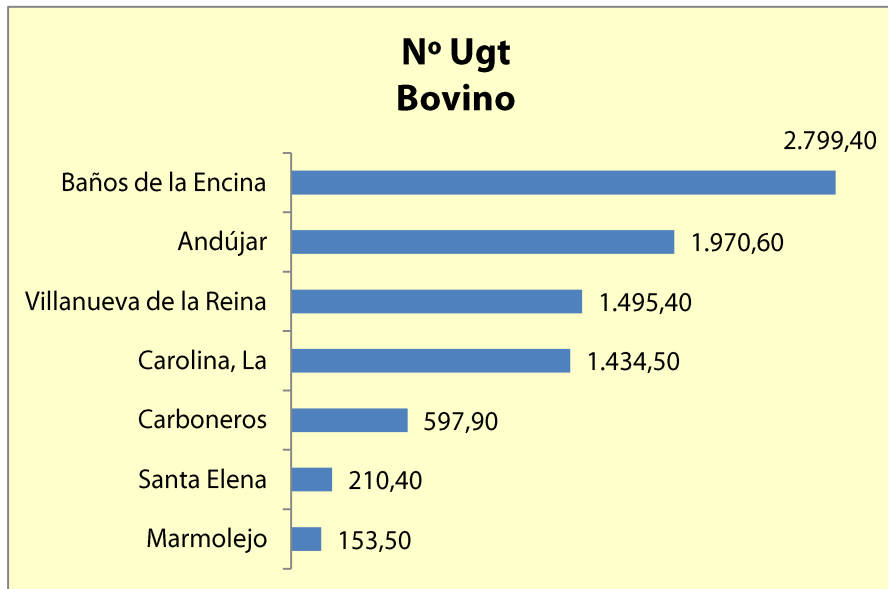 Nº Ugt
Bovino
2.799,40
Baños de la Encina
Andújar 1.970,60
Villanueva de la Reina 1.495,40
Carolina, La 1.434,50
Carboneros 597,90
Santa Elena 210,40
Marmolejo 153,50